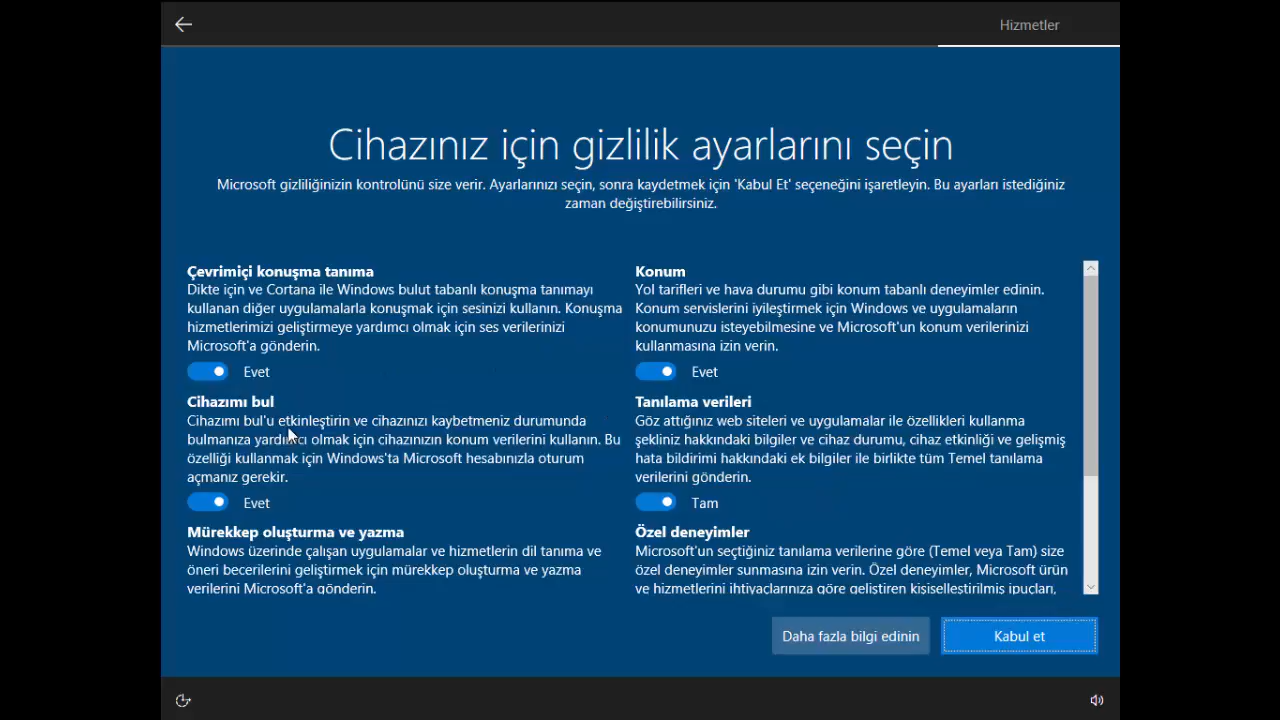 Hizmetler
Cihazınız için gizlilik ayarlarını seçin
Microsoft gizliliğinizin kontrolünü size verir. Ayarlarınızı seçin, sonra kaydetmek için 'Kabul Et' seçeneğini işaretleyin. Bu ayarları istediğiniz
zaman değiştirebilirsiniz.
Çevrimiçi konuşma tanıma
Dikte için ve Cortana ile Windows bulut tabanlı konuşma tanımayı
kullanan diğer uygulamalarla konuşmak için sesinizi kullanın. Konuşma
hizmetlerimizi geliştirmeye yardımcı olmak için ses verilerinizi
Microsoft'a gönderin.
Evet
Konum
Yol tarifleri ve hava durumu gibi konum tabanlı deneyimler edinin.
Konum servislerini iyileştirmek için Windows ve uygulamaların
konumunuzu isteyebilmesine ve Microsoft'un konum verilerinizi
kullanmasına izin verin.
Evet
Cihazımı bul
Cihazımı bul'u etkinleştirin ve cihazınızı kaybetmeniz durumunda
bulmanıza yardımcı olmak için cihazınızın konum verilerini kullanın. Bu
özelliği kullanmak için Windows'ta Microsoft hesabınızla oturum
açmanız gerekir.
Evet
Tanılama verileri
Göz attığınız web siteleri ve uygulamalar ile özellikleri kullanma
şekliniz hakkındaki bilgiler ve cihaz durumu, cihaz etkinliği ve gelişmiş
hata bildirimi hakkındaki ek bilgiler ile birlikte tüm Temel tanılama
verilerini gönderin.
Tam
Mürekkep oluşturma ve yazma
Windows üzerinde çalışan uygulamalar ve hizmetlerin dil tanıma ve
öneri becerilerini geliştirmek için mürekkep oluşturma ve yazma
verilerini Microsoft'a gönderin.
Özel deneyimler
Microsoft'un seçtiğiniz tanılama verilerine göre (Temel veya Tam) size
özel deneyimler sunmasına izin verin. Özel deneyimler, Microsoft ürün
ve hizmetlerini ihtiyaçlarınıza göre geliştiren kişiselleştirilmiş ipuçları,
Daha fazla bilgi edinin
Kabul et